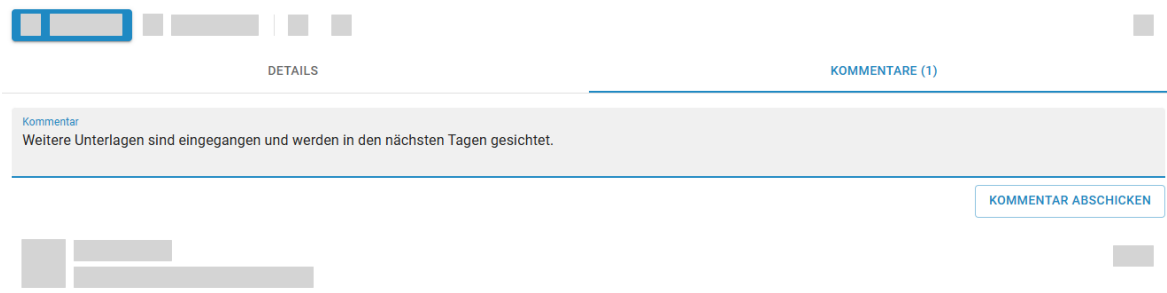 DETAILS
KOMMENTARE (1)
Kommentar
Weitere Unterlagen sind eingegangen und werden in den nächsten Tagen gesichtet.
KOMMENTAR ABSCHICKEN